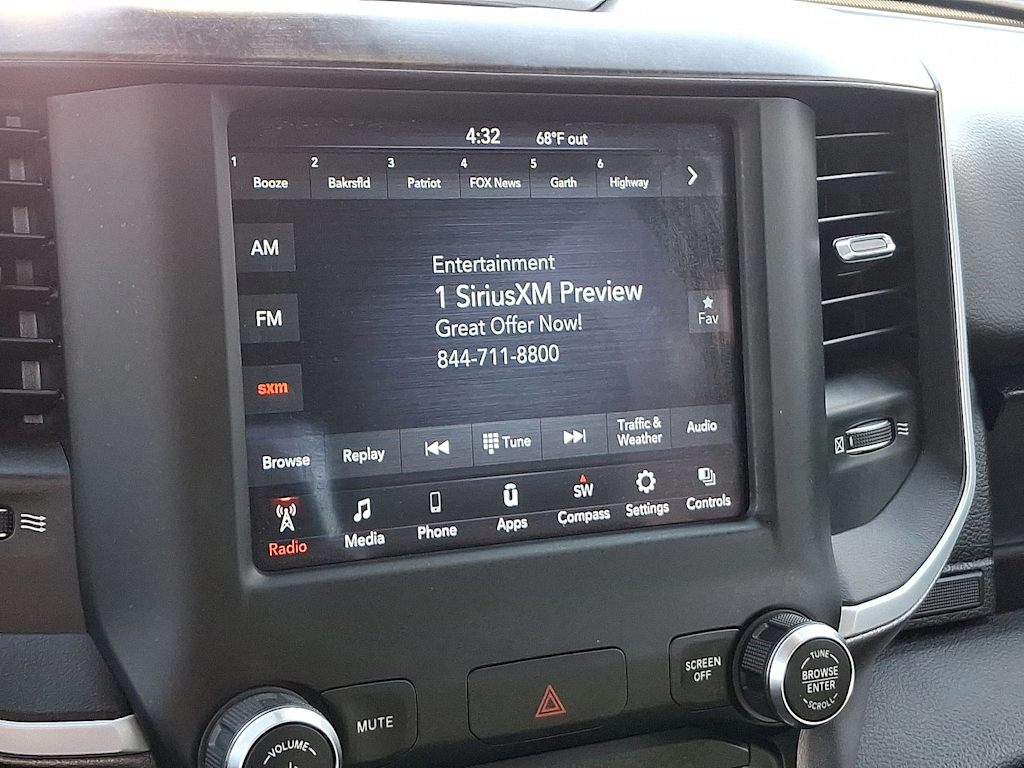 4:32 68°F out
1 2 3 4 5 6
Booze Bakrsfld Patriot FOX News Garth Highway
AM
FM
sxm
Entertainment
1 SiriusXM Preview
Great Offer Now!
844-711-8800
Fav
Browse Replay Tune Traffic & Weather Audio
Radio Media Phone Apps SW Compass Settings Controls
VOLUME
MUTE
SCREEN
OFF
TUNE
BROWSE
ENTER
SCROLL